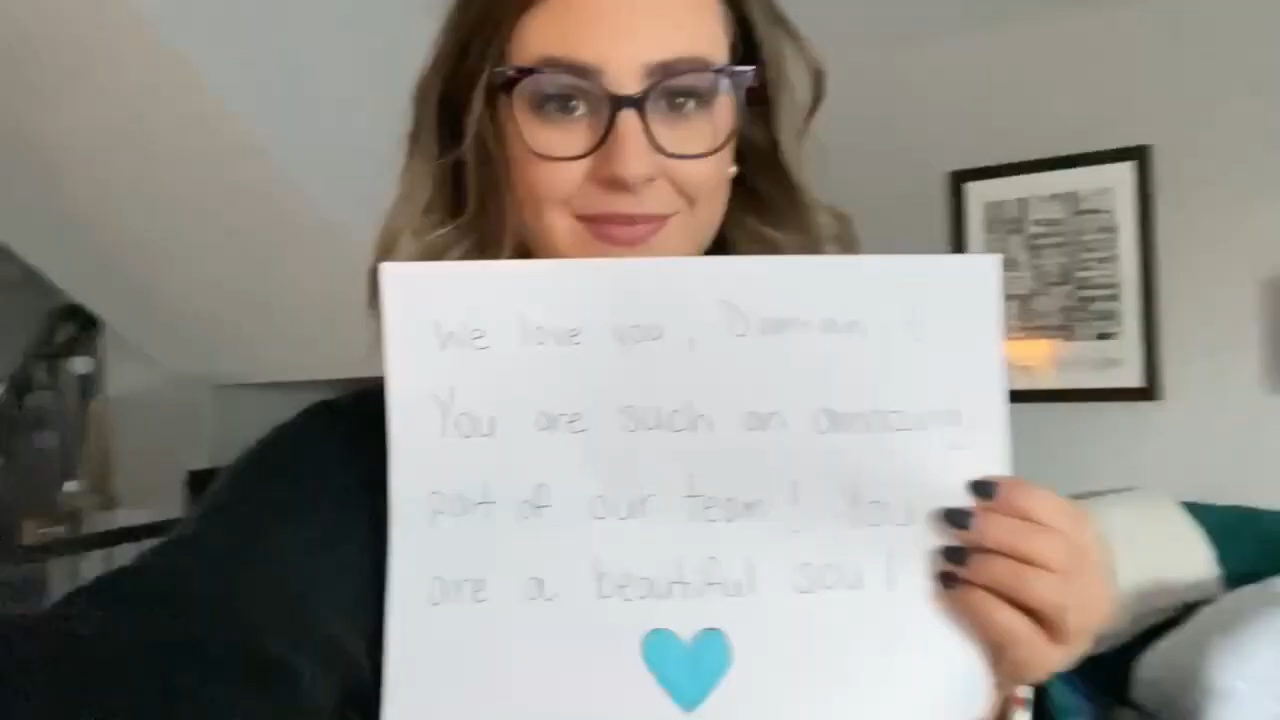 We love you, Damian!
You are such an amazing
part of our team! You
are a beautiful soul